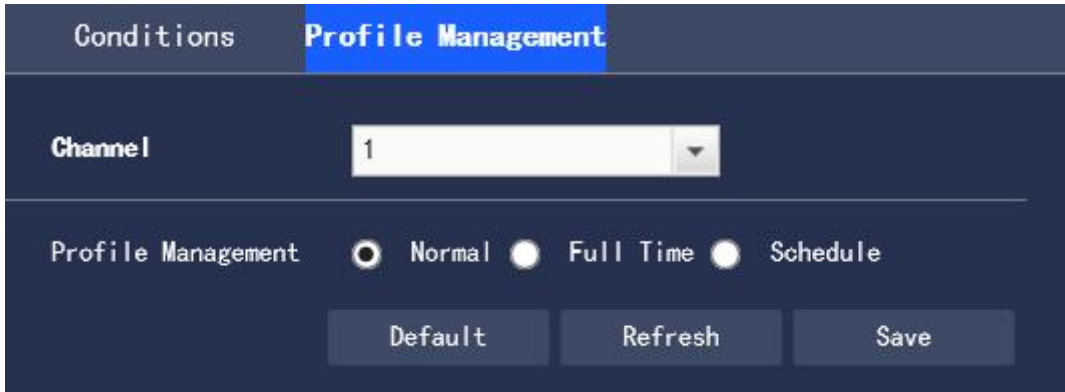 Conditions Profile Management
Channel 1
Profile Management Normal Full Time Schedule
Default Refresh Save